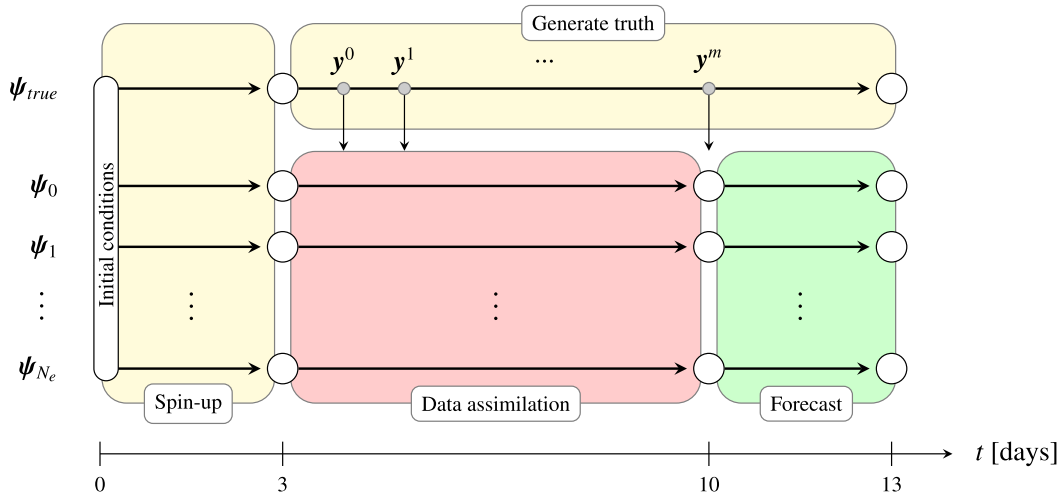 Generate truth
y^0 y^1 ... y^m
ψ_true
ψ_0
ψ_1
⋮ ⋮ ⋮ ⋮
ψ_{N_e}
Initial conditions
Spin-up Data assimilation Forecast
t [days]
0 3 10 13